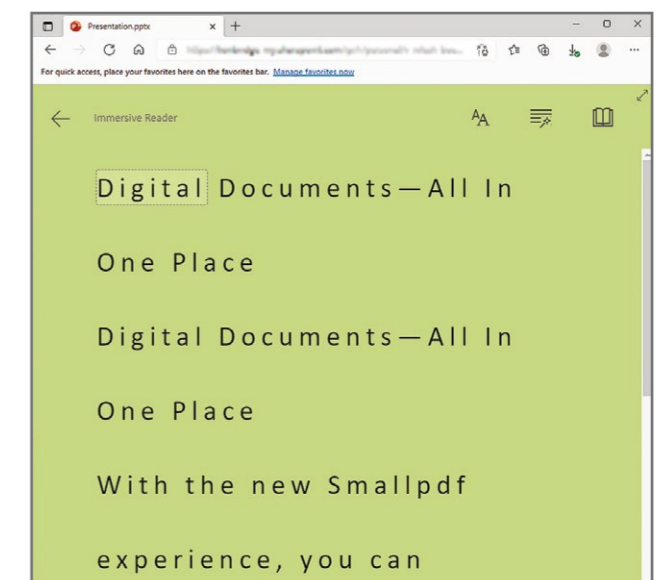 Presentation.pptx
For quick access, place your favorites here on the favorites bar. Manage favorites now
Immersive Reader
Digital Documents—All In
One Place
Digital Documents—All In
One Place
With the new Smallpdf
experience, you can